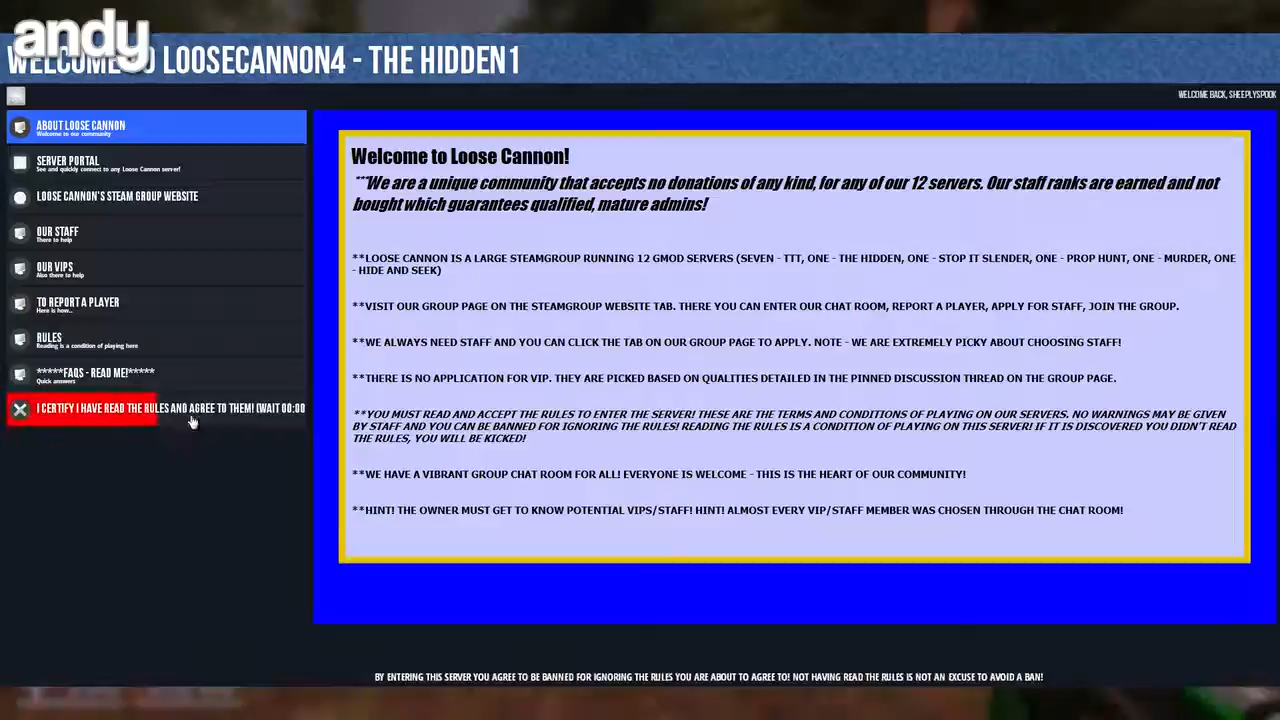 andy
WELCOME TO LOOSECANNON4 - THE HIDDEN1
WELCOME BACK, SHEEPLYSPOOK
ABOUT LOOSE CANNON
Welcome to our community
SERVER PORTAL
See and quickly connect to any Loose Cannon server!
LOOSE CANNON'S STEAM GROUP WEBSITE
OUR STAFF
There to help
OUR VIPS
Also there to help
TO REPORT A PLAYER
Here is how..
RULES
Reading is a condition of playing here
*****FAQS - READ ME!*****
Quick answers
I CERTIFY I HAVE READ THE RULES AND AGREE TO THEM! (WAIT 00:00
Welcome to Loose Cannon!
**We are a unique community that accepts no donations of any kind, for any of our 12 servers. Our staff ranks are earned and not
bought which guarantees qualified, mature admins!
**LOOSE CANNON IS A LARGE STEAMGROUP RUNNING 12 GMOD SERVERS (SEVEN - TTT, ONE - THE HIDDEN, ONE - STOP IT SLENDER, ONE - PROP HUNT, ONE - MURDER, ONE
- HIDE AND SEEK)
**VISIT OUR GROUP PAGE ON THE STEAMGROUP WEBSITE TAB. THERE YOU CAN ENTER OUR CHAT ROOM, REPORT A PLAYER, APPLY FOR STAFF, JOIN THE GROUP.
**WE ALWAYS NEED STAFF AND YOU CAN CLICK THE TAB ON OUR GROUP PAGE TO APPLY. NOTE - WE ARE EXTREMELY PICKY ABOUT CHOOSING STAFF!
**THERE IS NO APPLICATION FOR VIP. THEY ARE PICKED BASED ON QUALITIES DETAILED IN THE PINNED DISCUSSION THREAD ON THE GROUP PAGE.
**YOU MUST READ AND ACCEPT THE RULES TO ENTER THE SERVER! THESE ARE THE TERMS AND CONDITIONS OF PLAYING ON OUR SERVERS. NO WARNINGS MAY BE GIVEN
BY STAFF AND YOU CAN BE BANNED FOR IGNORING THE RULES! READING THE RULES IS A CONDITION OF PLAYING ON THIS SERVER! IF IT IS DISCOVERED YOU DIDN'T READ
THE RULES, YOU WILL BE KICKED!
**WE HAVE A VIBRANT GROUP CHAT ROOM FOR ALL! EVERYONE IS WELCOME - THIS IS THE HEART OF OUR COMMUNITY!
**HINT! THE OWNER MUST GET TO KNOW POTENTIAL VIPS/STAFF! HINT! ALMOST EVERY VIP/STAFF MEMBER WAS CHOSEN THROUGH THE CHAT ROOM!
BY ENTERING THIS SERVER YOU AGREE TO BE BANNED FOR IGNORING THE RULES YOU ARE ABOUT TO AGREE TO! NOT HAVING READ THE RULES IS NOT AN EXCUSE TO AVOID A BAN!